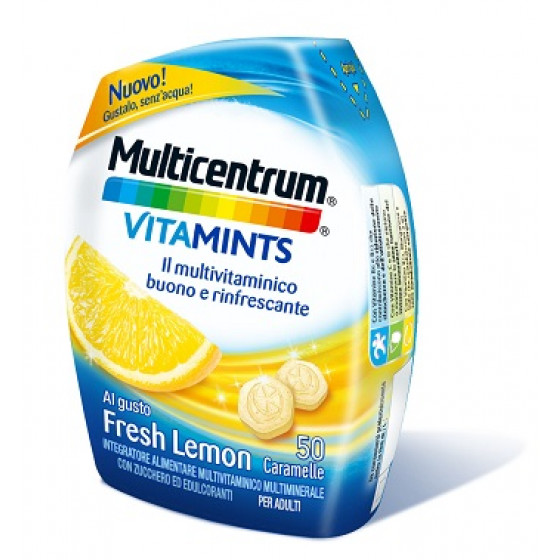 Nuovo!
Gustalo, senz'acqua!
Multicentrum®
VITAMINTS®
Il multivitaminico
buono e rinfrescante
Al gusto
Fresh Lemon
50
Caramelle
INTEGRATORE ALIMENTARE MULTIVITAMINICO MULTIMINERALE
CON ZUCCHERO ED EDULCORANTI
PER ADULTI